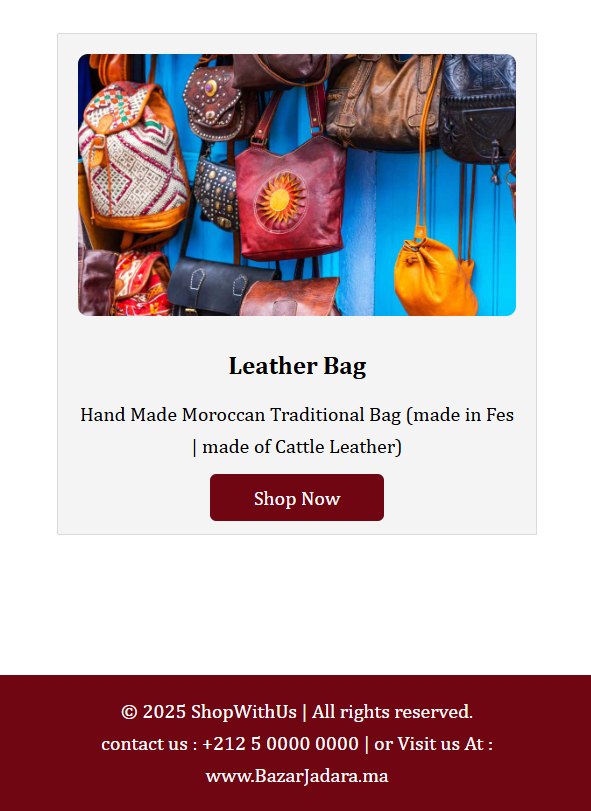 Leather Bag
Hand Made Moroccan Traditional Bag (made in Fes
| made of Cattle Leather)
Shop Now
© 2025 ShopWithUs | All rights reserved.
contact us : +212 5 0000 0000 | or Visit us At :
www.BazarJadara.ma